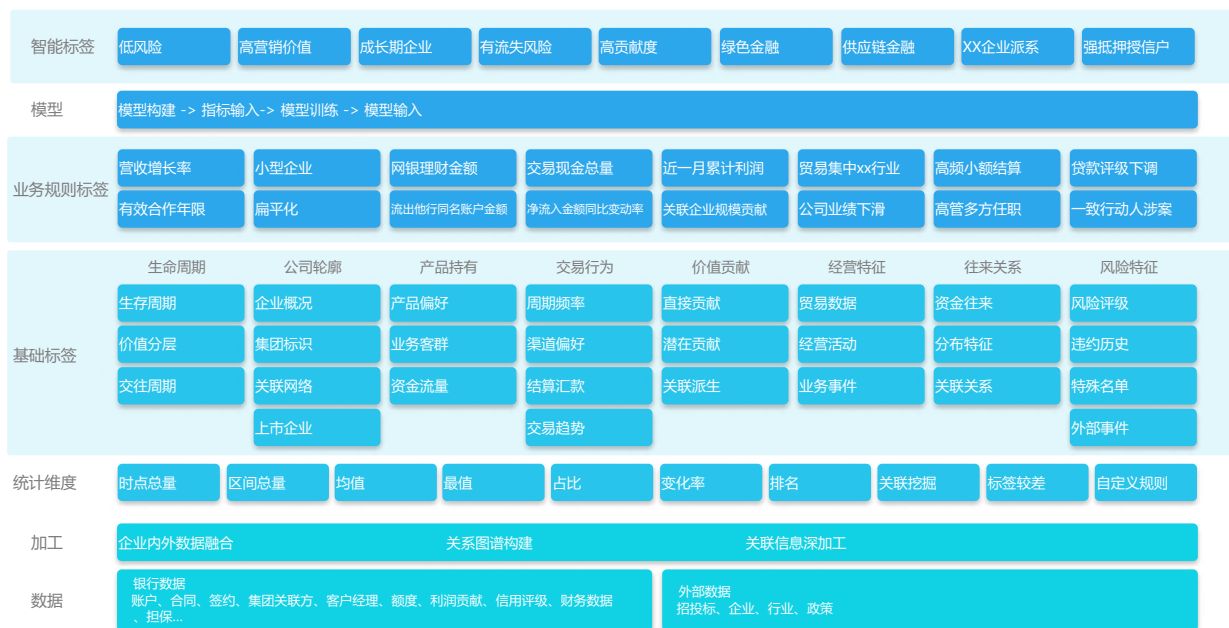 智能标签
低风险
高营销价值
成长期企业
有流失风险
高贡献度
绿色金融
供应链金融
XX企业派系
强抵押授信户
模型
模型构建 -> 指标输入-> 模型训练 -> 模型输入
业务规则标签
营收增长率
小型企业
网银理财金额
交易现金总量
近一月累计利润
贸易集中xx行业
高频小额结算
贷款评级下调
有效合作年限
扁平化
流出他行同名账户金额
净流入金额同比变动率
关联企业规模贡献
公司业绩下滑
高管多方任职
一致行动人涉案
基础标签
生命周期
公司轮廓
产品持有
交易行为
价值贡献
经营特征
往来关系
风险特征
生存周期
企业概况
产品偏好
周期频率
直接贡献
贸易数据
资金往来
风险评级
价值分层
集团标识
业务客群
渠道偏好
潜在贡献
经营活动
分布特征
违约历史
交往周期
关联网络
资金流量
结算汇款
关联派生
业务事件
关联关系
特殊名单
上市企业
交易趋势
外部事件
统计维度
时点总量
区间总量
均值
最值
占比
变化率
排名
关联挖掘
标签较差
自定义规则
加工
企业内外数据融合
关系图谱构建
关联信息深加工
数据
银行数据
账户、合同、签约、集团关联方、客户经理、额度、利润贡献、信用评级、财务数据
、担保...
外部数据
招投标、企业、行业、政策